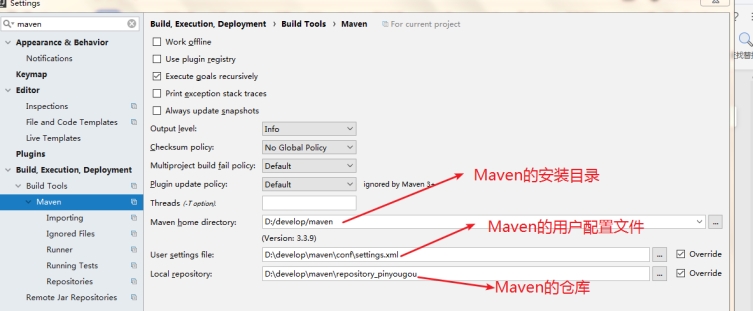 Settings
maven
Build, Execution, Deployment › Build Tools › Maven For current project
Appearance & Behavior
Notifications
Keymap
Editor
Inspections
File and Code Templates
Live Templates
Plugins
Build, Execution, Deployment
Build Tools
Maven
Importing
Ignored Files
Runner
Running Tests
Repositories
Remote Jar Repositories
Work offline
Use plugin registry
Execute goals recursively
Print exception stack traces
Always update snapshots
Output level: Info
Checksum policy: No Global Policy
Multiproject build fail policy: Default
Plugin update policy: Default ignored by Maven 3+
Threads (-T option):
Maven home directory: D:/develop/maven ...
(Version: 3.3.9)
User settings file: D:\develop\maven\conf\settings.xml ... Override
Local repository: D:\develop\maven\repository_pinyougou ... Override
Maven的安装目录
Maven的用户配置文件
Maven的仓库